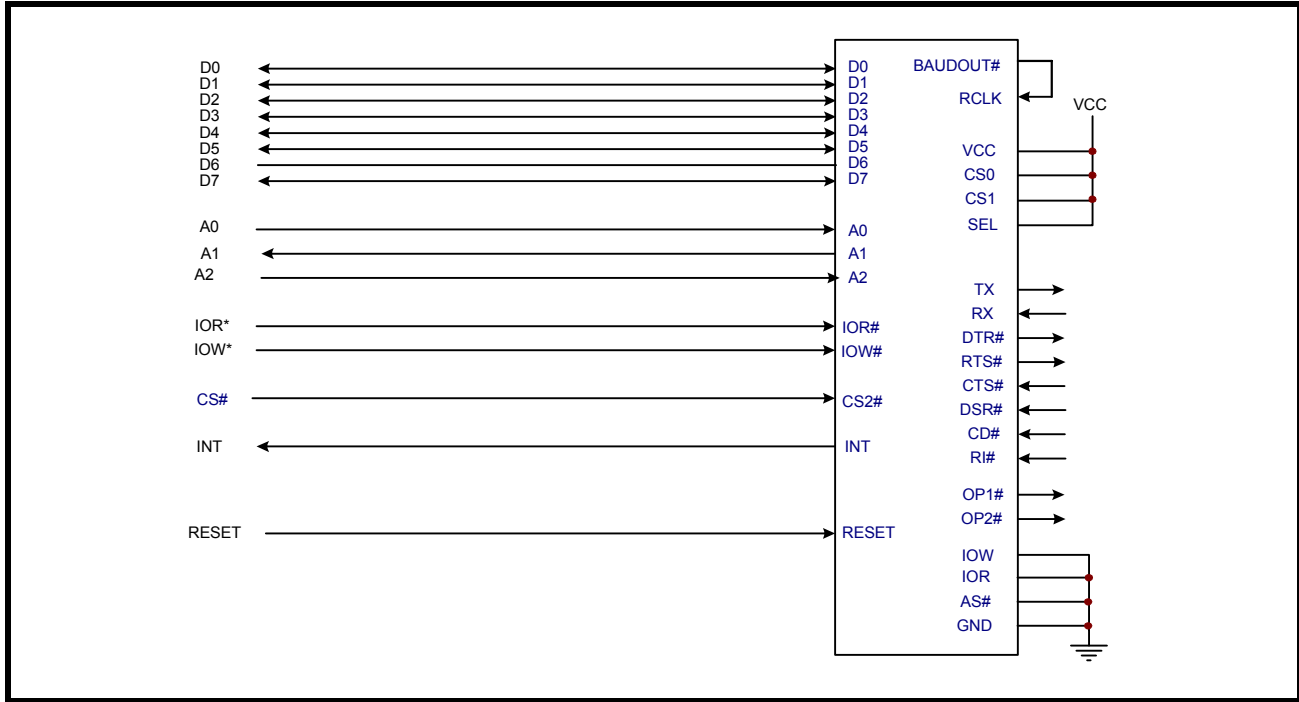 D0
D1
D2
D3
D4
D5
D6
D7
A0
A1
A2
IOR*
IOW*
CS#
INT
RESET
D0
D1
D2
D3
D4
D5
D6
D7
A0
A1
A2
IOR#
IOW#
CS2#
INT
RESET
BAUDOUT#
RCLK
VCC
CS0
CS1
SEL
TX
RX
DTR#
RTS#
CTS#
DSR#
CD#
RI#
OP1#
OP2#
IOW
IOR
AS#
GND
VCC